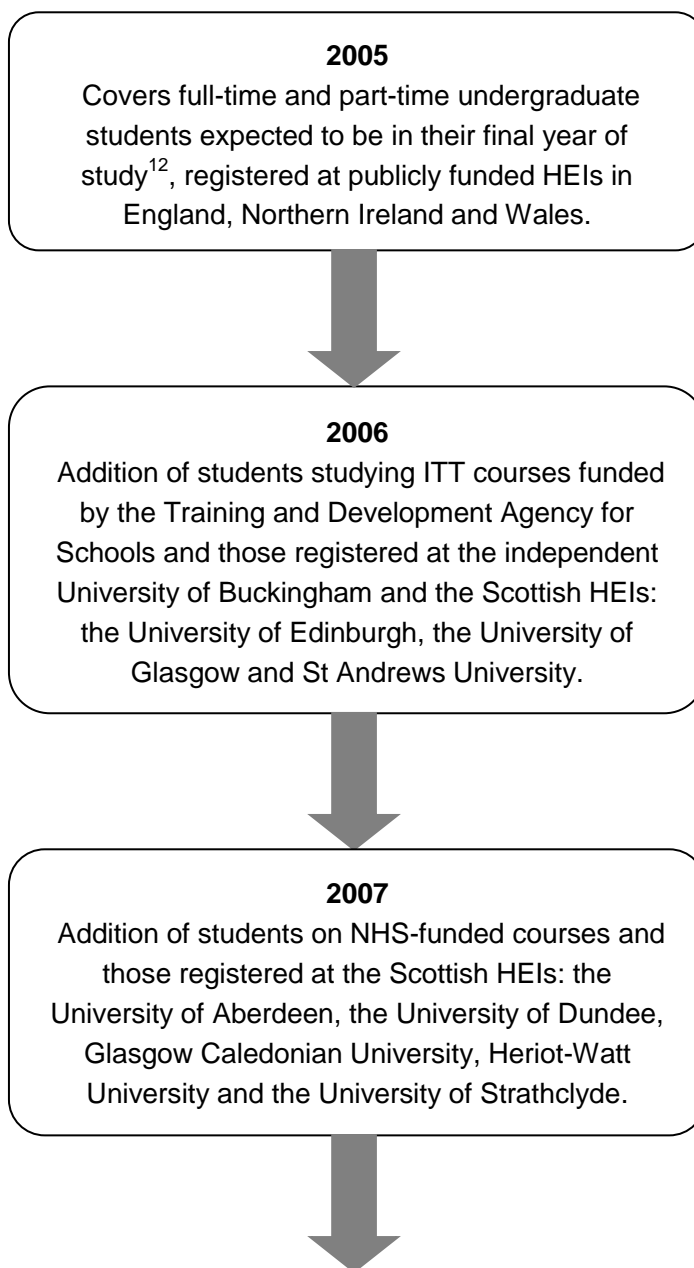 2005
Covers full-time and part-time undergraduate
students expected to be in their final year of
study12, registered at publicly funded HEIs in
England, Northern Ireland and Wales.
2006
Addition of students studying ITT courses funded
by the Training and Development Agency for
Schools and those registered at the independent
University of Buckingham and the Scottish HEIs:
the University of Edinburgh, the University of
Glasgow and St Andrews University.
2007
Addition of students on NHS-funded courses and
those registered at the Scottish HEIs: the
University of Aberdeen, the University of Dundee,
Glasgow Caledonian University, Heriot-Watt
University and the University of Strathclyde.